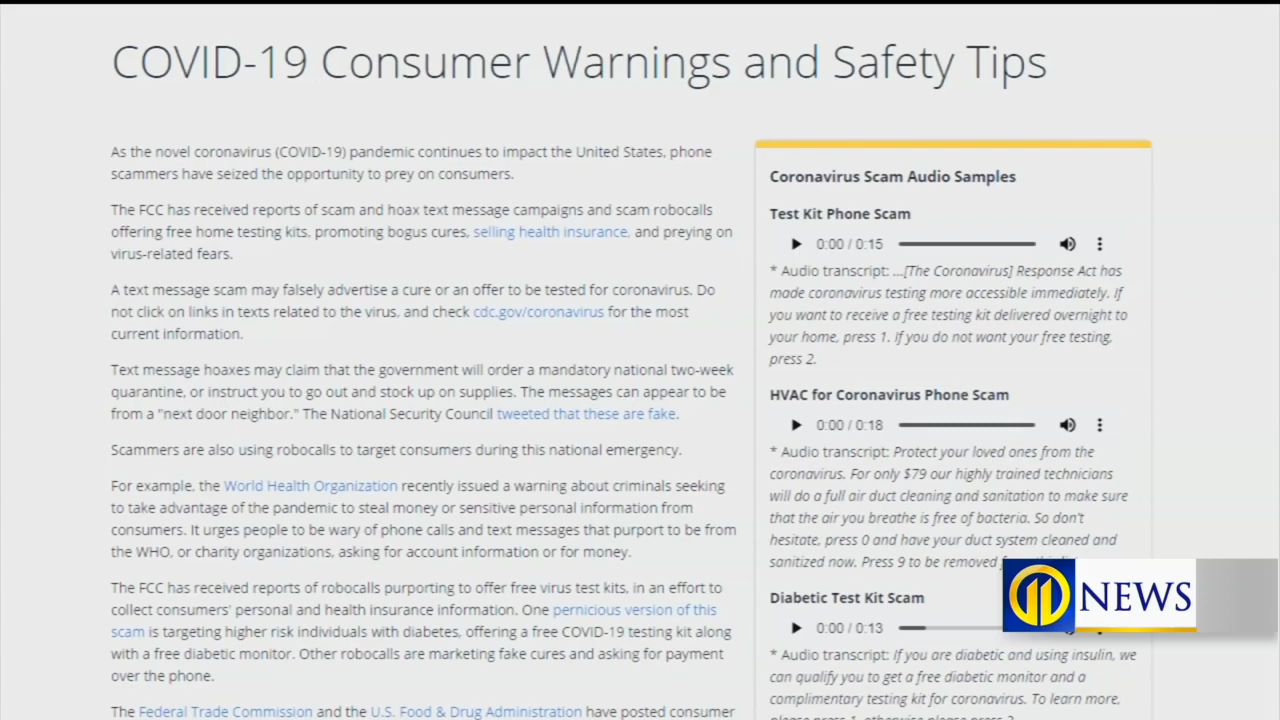 COVID-19 Consumer Warnings and Safety Tips
As the novel coronavirus (COVID-19) pandemic continues to impact the United States, phone
scammers have seized the opportunity to prey on consumers.
The FCC has received reports of scam and hoax text message campaigns and scam robocalls
offering free home testing kits, promoting bogus cures, selling health insurance, and preying on
virus-related fears.
A text message scam may falsely advertise a cure or an offer to be tested for coronavirus. Do
not click on links in texts related to the virus, and check cdc.gov/coronavirus for the most
current information.
Text message hoaxes may claim that the government will order a mandatory national two-week
quarantine, or instruct you to go out and stock up on supplies. The messages can appear to be
from a "next door neighbor." The National Security Council tweeted that these are fake.
Scammers are also using robocalls to target consumers during this national emergency.
For example, the World Health Organization recently issued a warning about criminals seeking
to take advantage of the pandemic to steal money or sensitive personal information from
consumers. It urges people to be wary of phone calls and text messages that purport to be from
the WHO, or charity organizations, asking for account information or for money.
The FCC has received reports of robocalls purporting to offer free virus test kits, in an effort to
collect consumers' personal and health insurance information. One pernicious version of this
scam is targeting higher risk individuals with diabetes, offering a free COVID-19 testing kit along
with a free diabetic monitor. Other robocalls are marketing fake cures and asking for payment
over the phone.
The Federal Trade Commission and the U.S. Food & Drug Administration have posted consumer
Coronavirus Scam Audio Samples
Test Kit Phone Scam
0:00 / 0:15
* Audio transcript: ...[The Coronavirus] Response Act has
made coronavirus testing more accessible immediately. If
you want to receive a free testing kit delivered overnight to
your home, press 1. If you do not want your free testing,
press 2.
HVAC for Coronavirus Phone Scam
0:00 / 0:18
* Audio transcript: Protect your loved ones from the
coronavirus. For only $79 our highly trained technicians
will do a full air duct cleaning and sanitation to make sure
that the air you breathe is free of bacteria. So don't
hesitate, press 0 and have your duct system cleaned and
sanitized now. Press 9 to be removed
Diabetic Test Kit Scam
0:00 / 0:13
* Audio transcript: If you are diabetic and using insulin, we
can qualify you to get a free diabetic monitor and a
complimentary testing kit for coronavirus. To learn more,
please press 1, otherwise please press 2.
11 NEWS